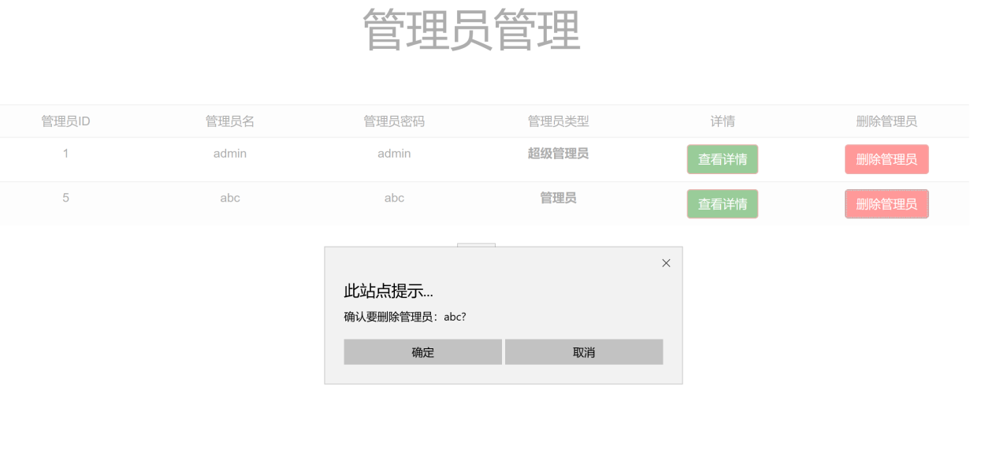 管理员管理
管理员ID 管理员名 管理员密码 管理员类型 详情 删除管理员
1 admin admin 超级管理员 查看详情 删除管理员
5 abc abc 管理员 查看详情 删除管理员
此站点提示...
确认要删除管理员：abc?
确定 取消